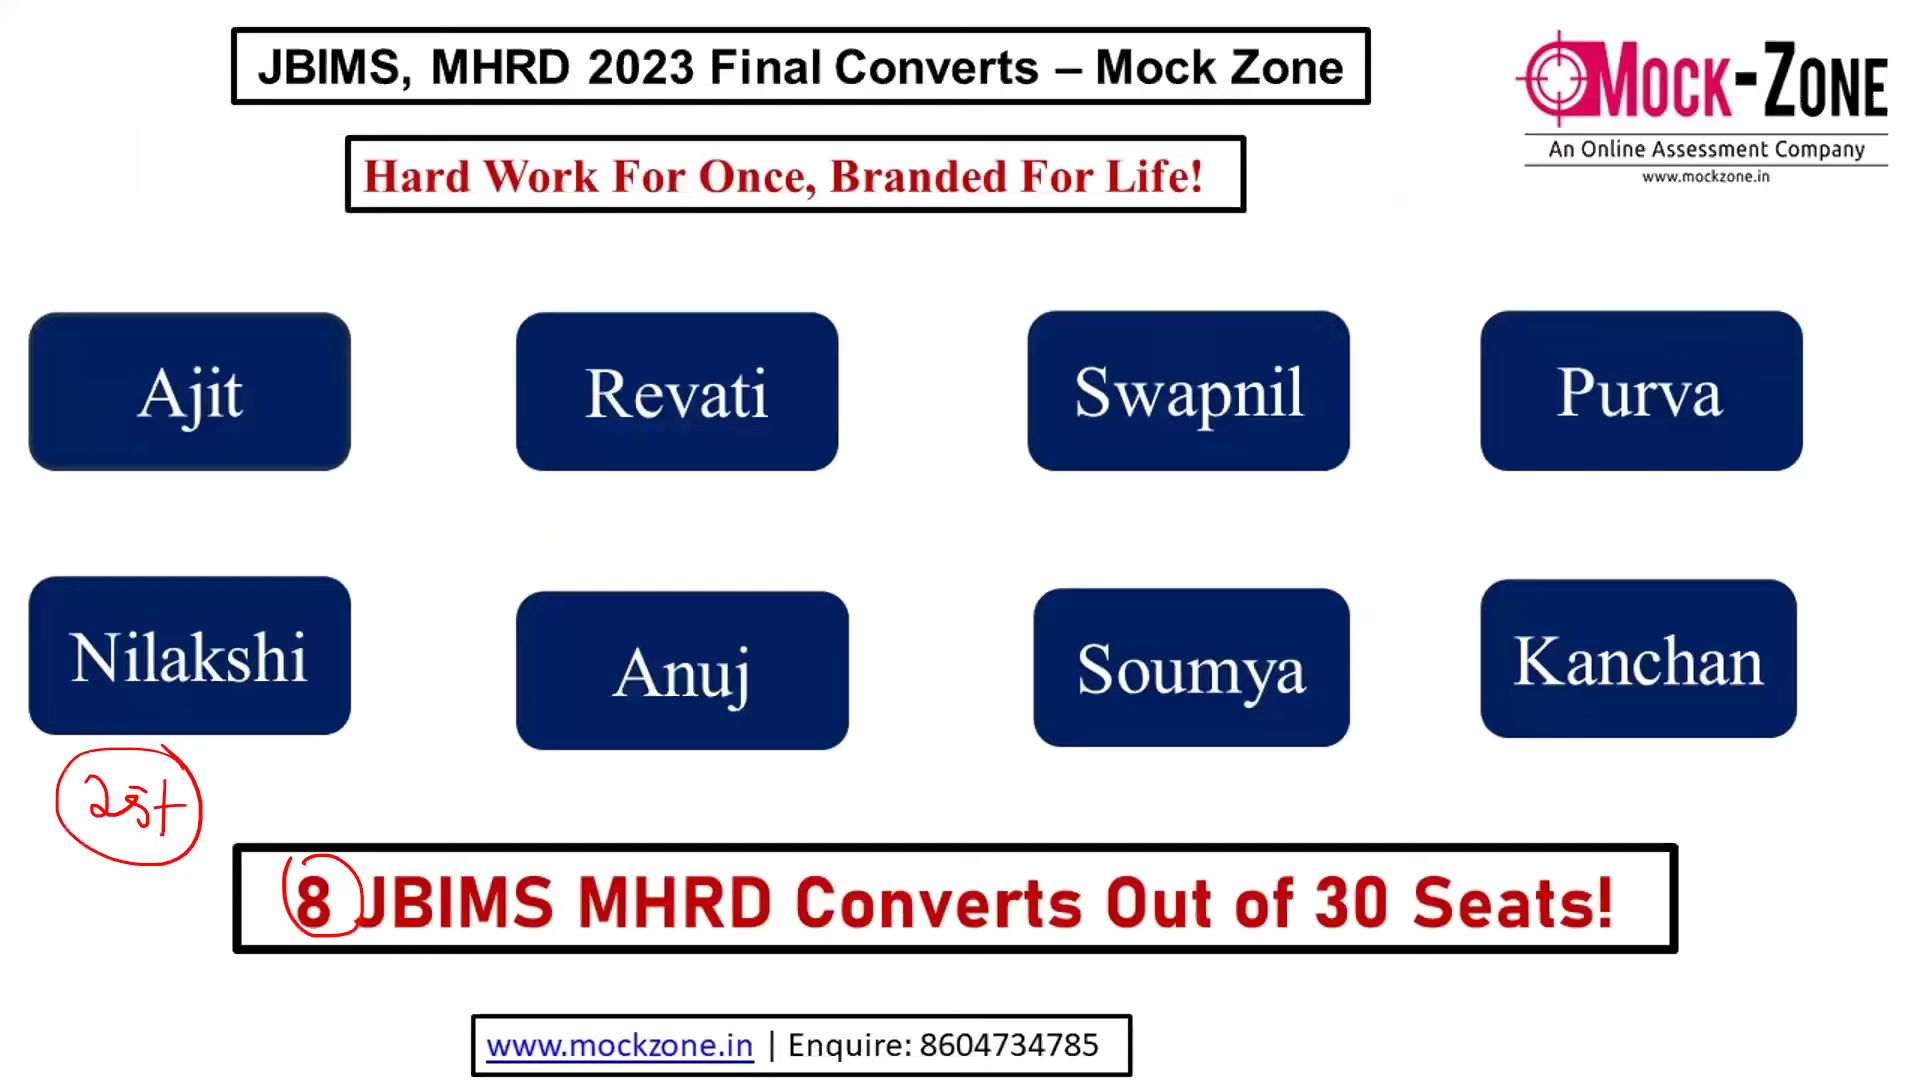 JBIMS, MHRD 2023 Final Converts – Mock Zone
MOCK-ZONE
An Online Assessment Company
www.mockzone.in
Hard Work For Once, Branded For Life!
Ajit
Revati
Swapnil
Purva
Nilakshi
Anuj
Soumya
Kanchan
25+
8 JBIMS MHRD Converts Out of 30 Seats!
www.mockzone.in | Enquire: 8604734785